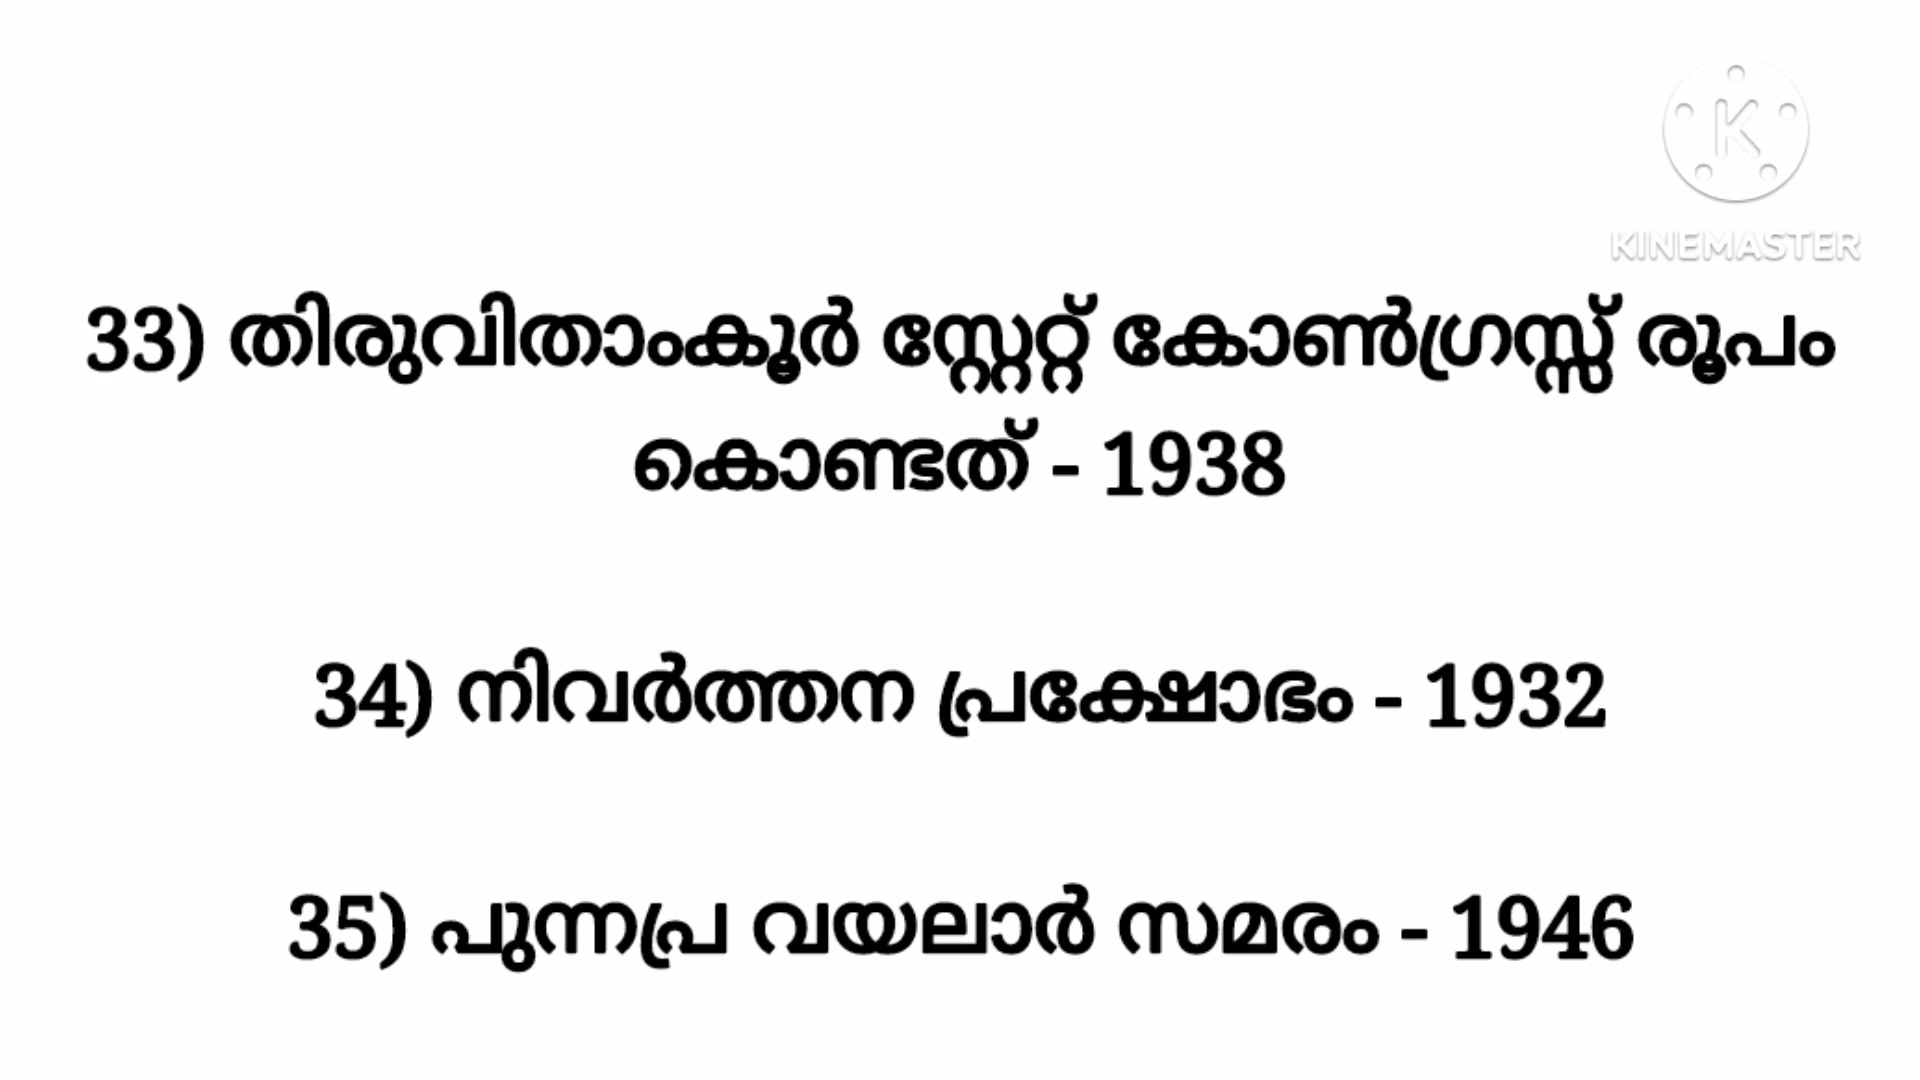 KINEMASTER
33) തിരുവിതാംകൂർ സ്റ്റേറ്റ് കോൺഗ്രസ്സ് രൂപം
കൊണ്ടത് - 1938
34) നിവർത്തന പ്രക്ഷോഭം - 1932
35) പുന്നപ്ര വയലാർ സമരം - 1946